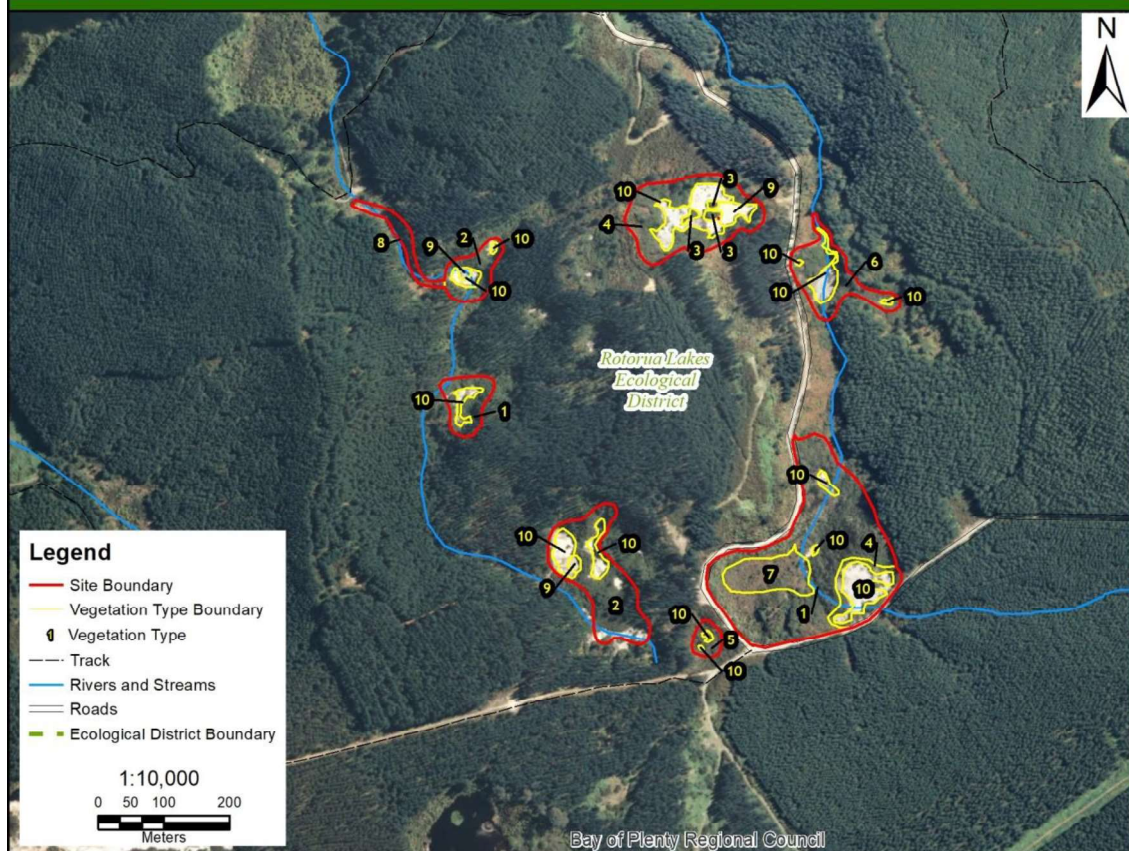 N
10
3
9
4
3
3
8
9
2
10
10
10
6
10
10
Rotorua Lakes
Ecological
District
10
1
10
10
10
9
2
10
4
7
10
1
10
5
10
Legend
Site Boundary
Vegetation Type Boundary
1 Vegetation Type
Track
Rivers and Streams
Roads
Ecological District Boundary
1:10,000
0 50 100 200
Meters
Bay of Plenty Regional Council